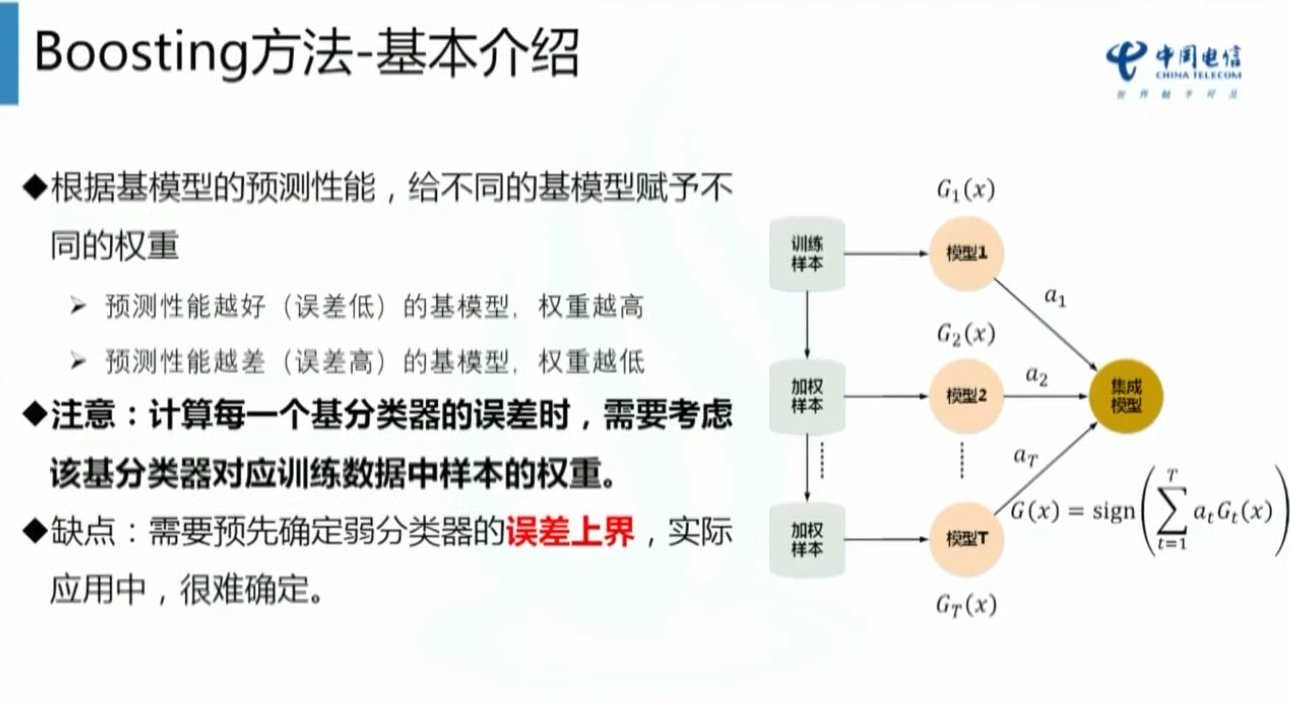 Boosting方法-基本介绍
中国电信
CHINA TELECOM
世界触手可及
◆根据基模型的预测性能，给不同的基模型赋予不
同的权重
➢ 预测性能越好（误差低）的基模型，权重越高
➢ 预测性能越差（误差高）的基模型，权重越低
◆注意：计算每一个基分类器的误差时，需要考虑
该基分类器对应训练数据中样本的权重。
◆缺点：需要预先确定弱分类器的误差上界，实际
应用中，很难确定。
G₁(x)
训练
样本
模型1
a₁
G₂(x)
加权
样本
模型2
a₂
集成
模型
a_T
G(x) = sign(∑_{t=1}^{T} a_t G_t(x))
加权
样本
模型T
G_T(x)